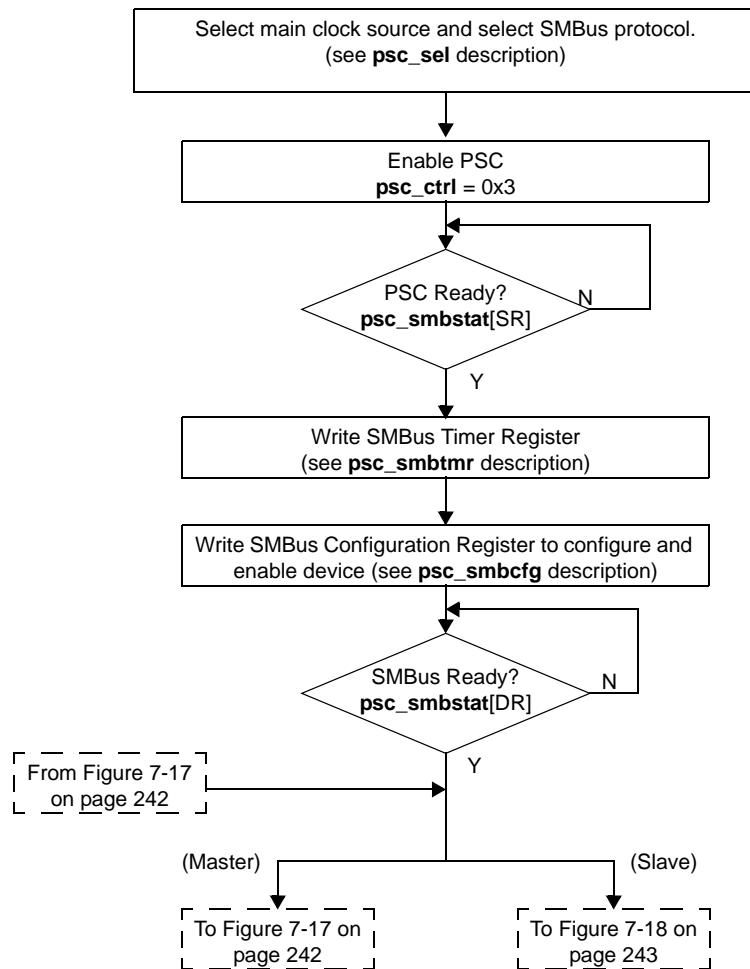 Select main clock source and select SMBus protocol.
(see psc_sel description)
Enable PSC
psc_ctrl = 0x3
PSC Ready?
psc_smbstat[SR]
N
Y
Write SMBus Timer Register
(see psc_smbtmr description)
Write SMBus Configuration Register to configure and
enable device (see psc_smbcfg description)
SMBus Ready?
psc_smbstat[DR]
N
Y
From Figure 7-17
on page 242
(Master)
(Slave)
To Figure 7-17 on
page 242
To Figure 7-18 on
page 243